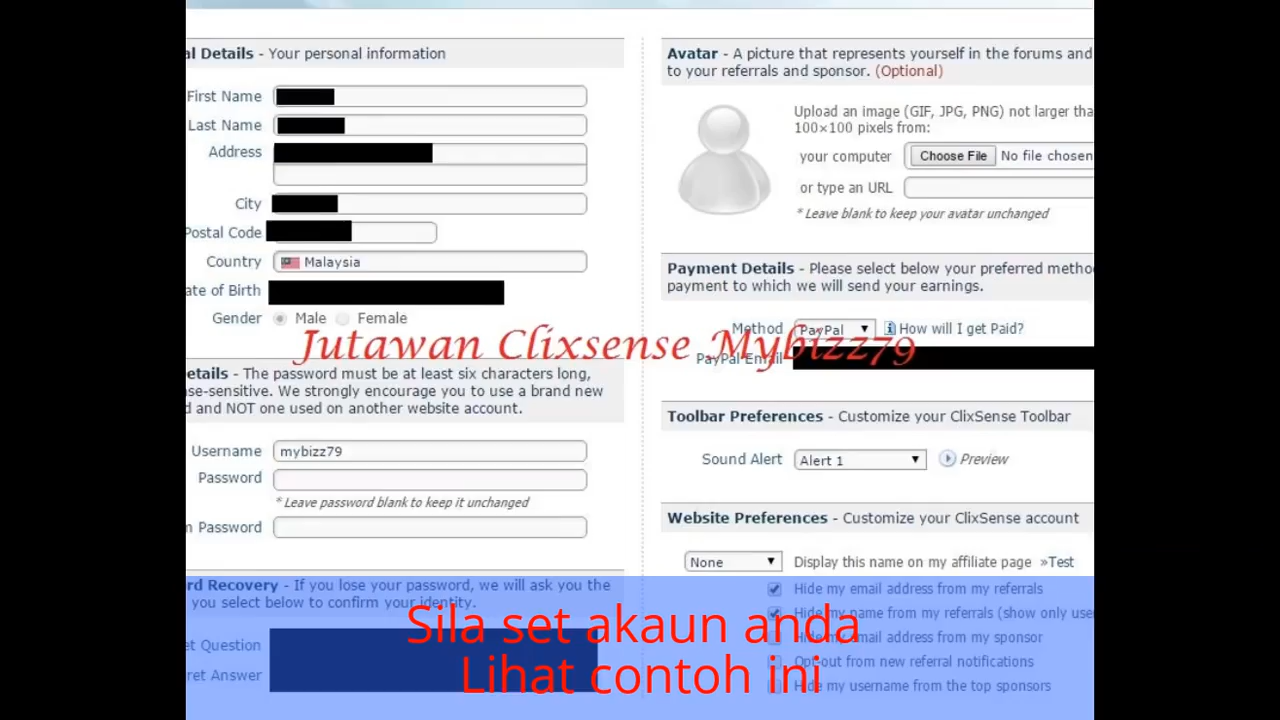 al Details - Your personal information
First Name
Last Name
Address
City
Postal Code
Country Malaysia
ate of Birth
Gender Male Female
etails - The password must be at least six characters long,
se-sensitive. We strongly encourage you to use a brand new
d and NOT one used on another website account.
Username mybizz79
Password
* Leave password blank to keep it unchanged
m Password
rd Recovery - If you lose your password, we will ask you the
you select below to confirm your identity.
et Question
et Answer
Avatar - A picture that represents yourself in the forums and
to your referrals and sponsor. (Optional)
Upload an image (GIF, JPG, PNG) not larger tha
100×100 pixels from:
your computer Choose File No file chosen
or type an URL
* Leave blank to keep your avatar unchanged
Payment Details - Please select below your preferred metho
payment to which we will send your earnings.
Method PayPal How will I get Paid?
PayPal Email
Jutawan Clixsense Mybizz79
Toolbar Preferences - Customize your ClixSense Toolbar
Sound Alert Alert 1 Preview
Website Preferences - Customize your ClixSense account
None Display this name on my affiliate page »Test
Hide my email address from my referrals
Hide my name from my referrals (show only use
Hide my email address from my sponsor
Opt-out from new referral notifications
Hide my username from the top sponsors
Sila set akaun anda
Lihat contoh ini